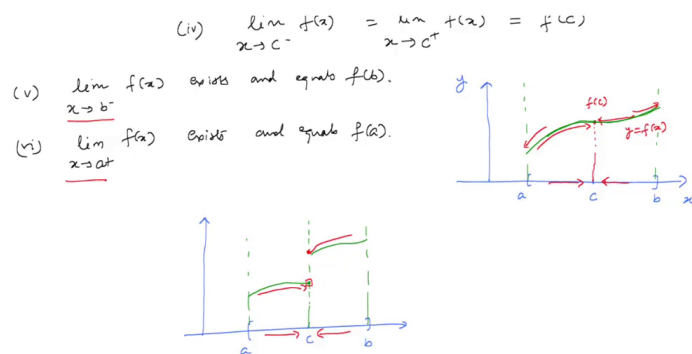 (iv) lim x→c⁻ f(x) = lim x→c⁺ f(x) = f(c)
(v) lim x→b⁻ f(x) exists and equals f(b).
(vi) lim x→a+ f(x) exists and equals f(a).
y
f(c)
y=f(x)
a c b x
a c b